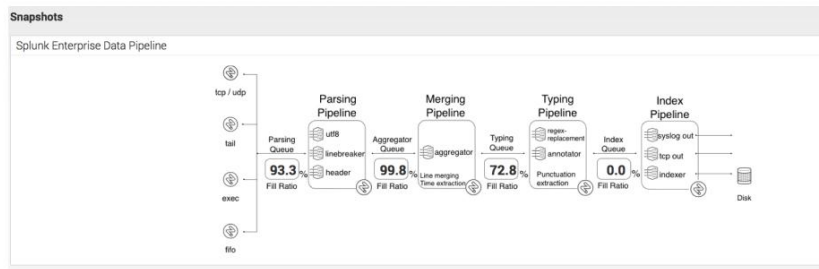 Snapshots
Splunk Enterprise Data Pipeline
tcp / udp
tail
exec
fifo
Parsing
Queue
93.3 %
Fill Ratio
Parsing
Pipeline
utf8
linebreaker
header
Aggregator
Queue
99.8 %
Fill Ratio
Merging
Pipeline
aggregator
Line merging
Time extraction
Typing
Queue
72.8 %
Fill Ratio
Typing
Pipeline
regex-
replacement
annotator
Punctuation
extraction
Index
Queue
0.0 %
Fill Ratio
Index
Pipeline
syslog out
tcp out
indexer
Disk